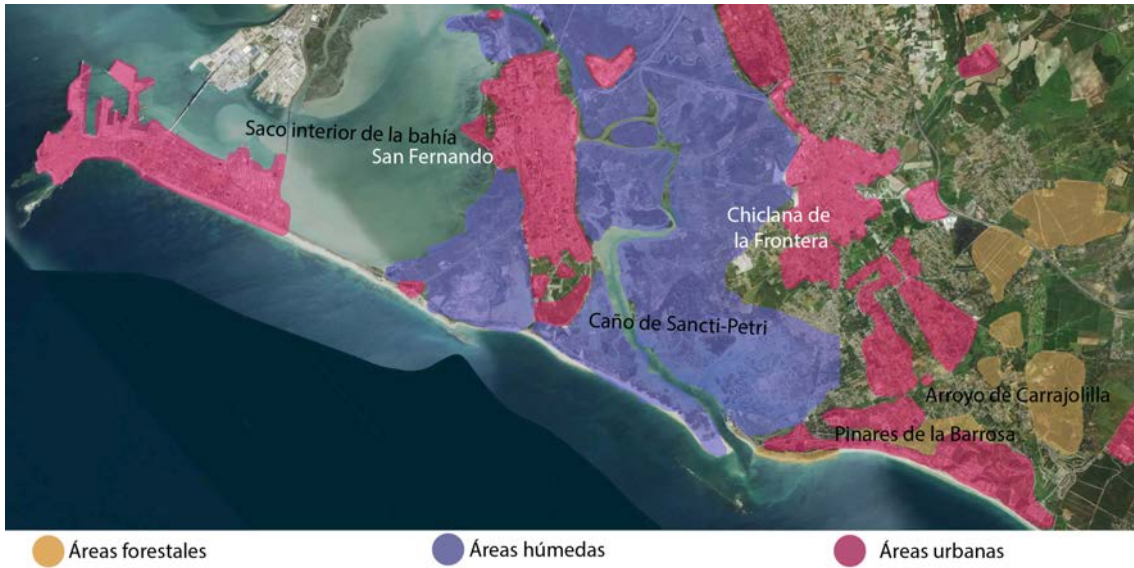 Saco interior de la bahía
San Fernando
Chiclana de
la Frontera
Caño de Sancti-Petri
Arroyo de Carrajolilla
Pinares de la Barrosa
Áreas forestales
Áreas húmedas
Áreas urbanas